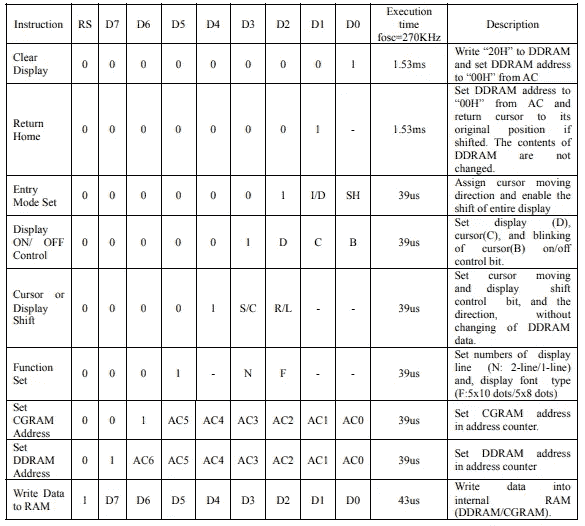 Instruction RS D7 D6 D5 D4 D3 D2 D1 D0 Execution time fosc=270KHz Description
Clear Display 0 0 0 0 0 0 0 0 1 1.53ms Write “20H” to DDRAM and set DDRAM address to “00H” from AC
Return Home 0 0 0 0 0 0 0 1 - 1.53ms Set DDRAM address to “00H” from AC and return cursor to its original position if shifted. The contents of DDRAM are not changed.
Entry Mode Set 0 0 0 0 0 0 1 I/D SH 39us Assign cursor moving direction and enable the shift of entire display
Display ON/ OFF Control 0 0 0 0 0 1 D C B 39us Set display (D), cursor(C), and blinking of cursor(B) on/off control bit.
Cursor or Display Shift 0 0 0 0 1 S/C R/L - - 39us Set cursor moving and display shift control bit, and the direction, without changing of DDRAM data.
Function Set 0 0 0 1 - N F - - 39us Set numbers of display line (N: 2-line/1-line) and, display font type (F:5x10 dots/5x8 dots)
Set CGRAM Address 0 0 1 AC5 AC4 AC3 AC2 AC1 AC0 39us Set CGRAM address in address counter.
Set DDRAM Address 0 1 AC6 AC5 AC4 AC3 AC2 AC1 AC0 39us Set DDRAM address in address counter
Write Data to RAM 1 D7 D6 D5 D4 D3 D2 D1 D0 43us Write data into internal RAM (DDRAM/CGRAM).